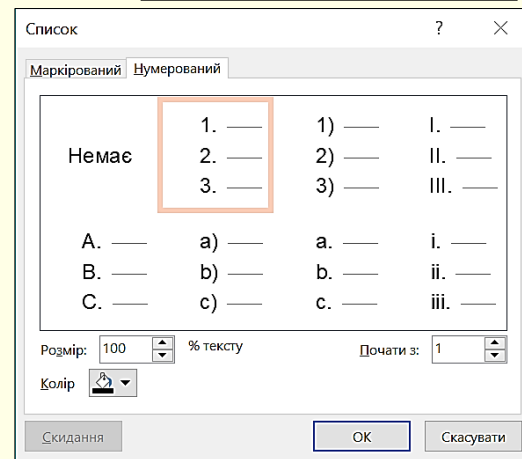 Список ? ×
Маркірований Нумерований
Немає
1.
2.
3.
1)
2)
3)
I.
II.
III.
A.
B.
C.
a)
b)
c)
a.
b.
c.
i.
ii.
iii.
Розмір: 100 % тексту Почати з: 1
Колір
Скидання ОК Скасувати